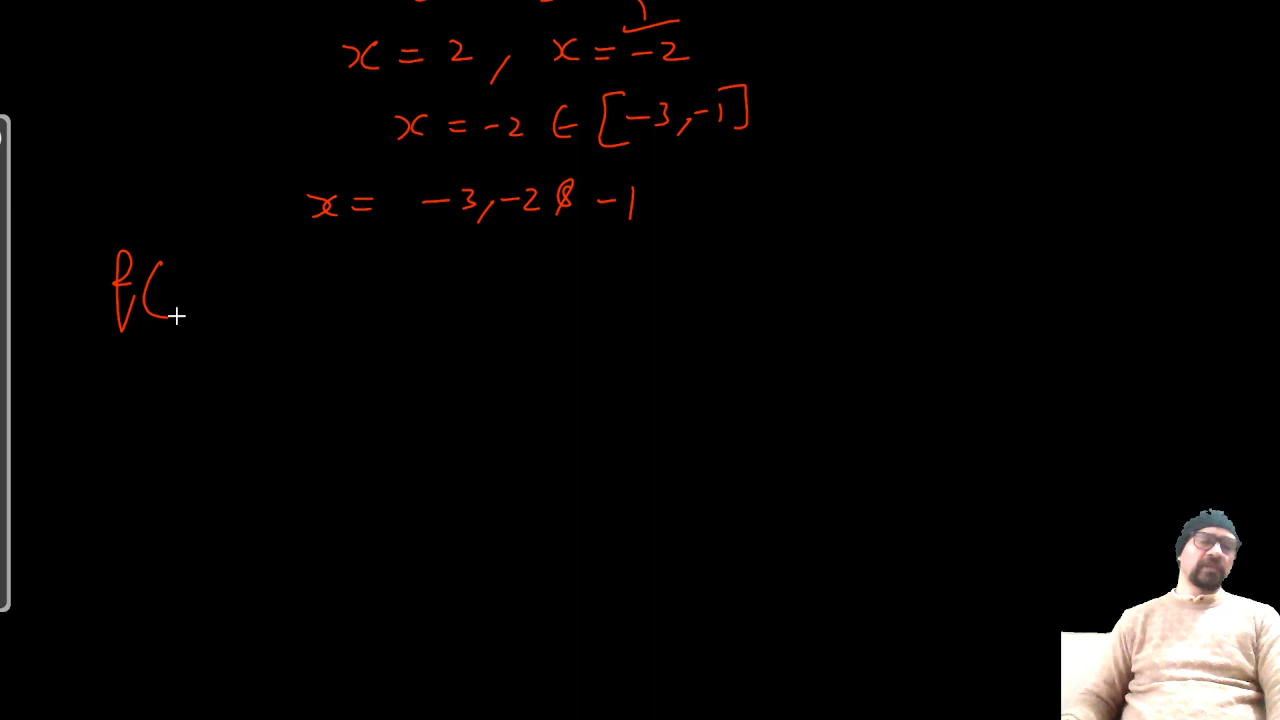 x = 2 , x = -2
x = -2 ∈ [-3,-1]
x = -3, -2 & -1
f(